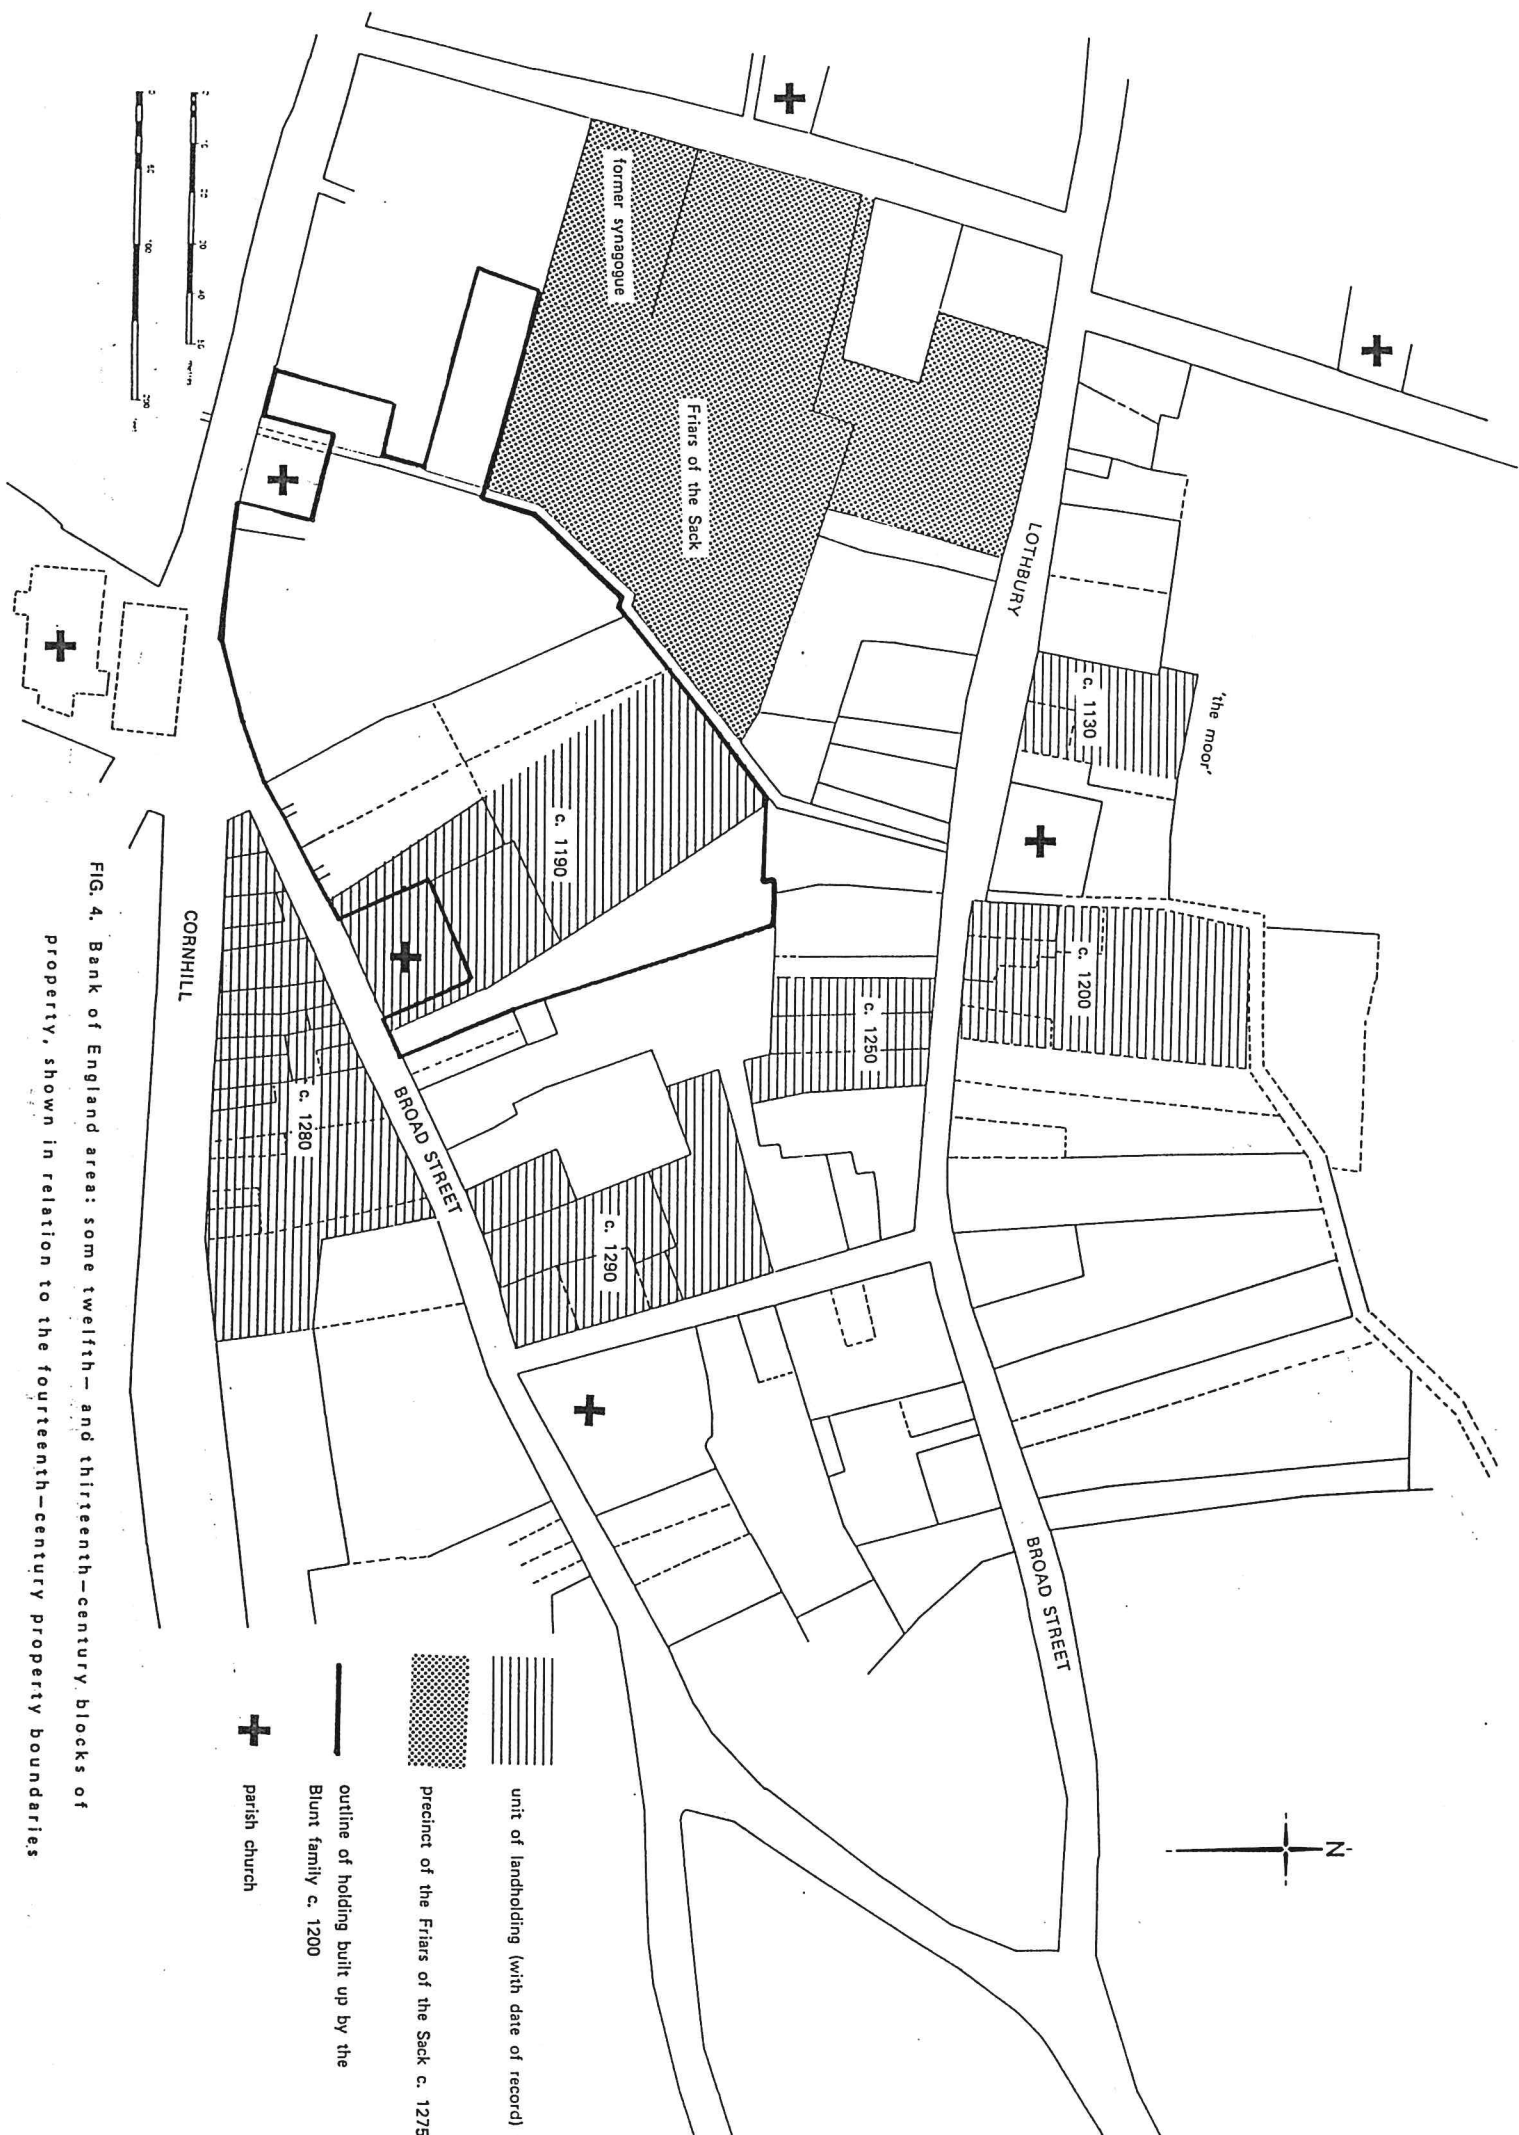 former synagogue
Friars of the Sack
LOTHBURY
'the moor'
c. 1130
c. 1190
c. 1200
c. 1250
c. 1280
c. 1290
CORNHILL
BROAD STREET
BROAD STREET
N
unit of landholding (with date of record)
precinct of the Friars of the Sack c. 1275
outline of holding built up by the
Blunt family c. 1200
parish church
FIG. 4. Bank of England area: some twelfth— and thirteenth—century blocks of
property, shown in relation to the fourteenth—century property boundaries